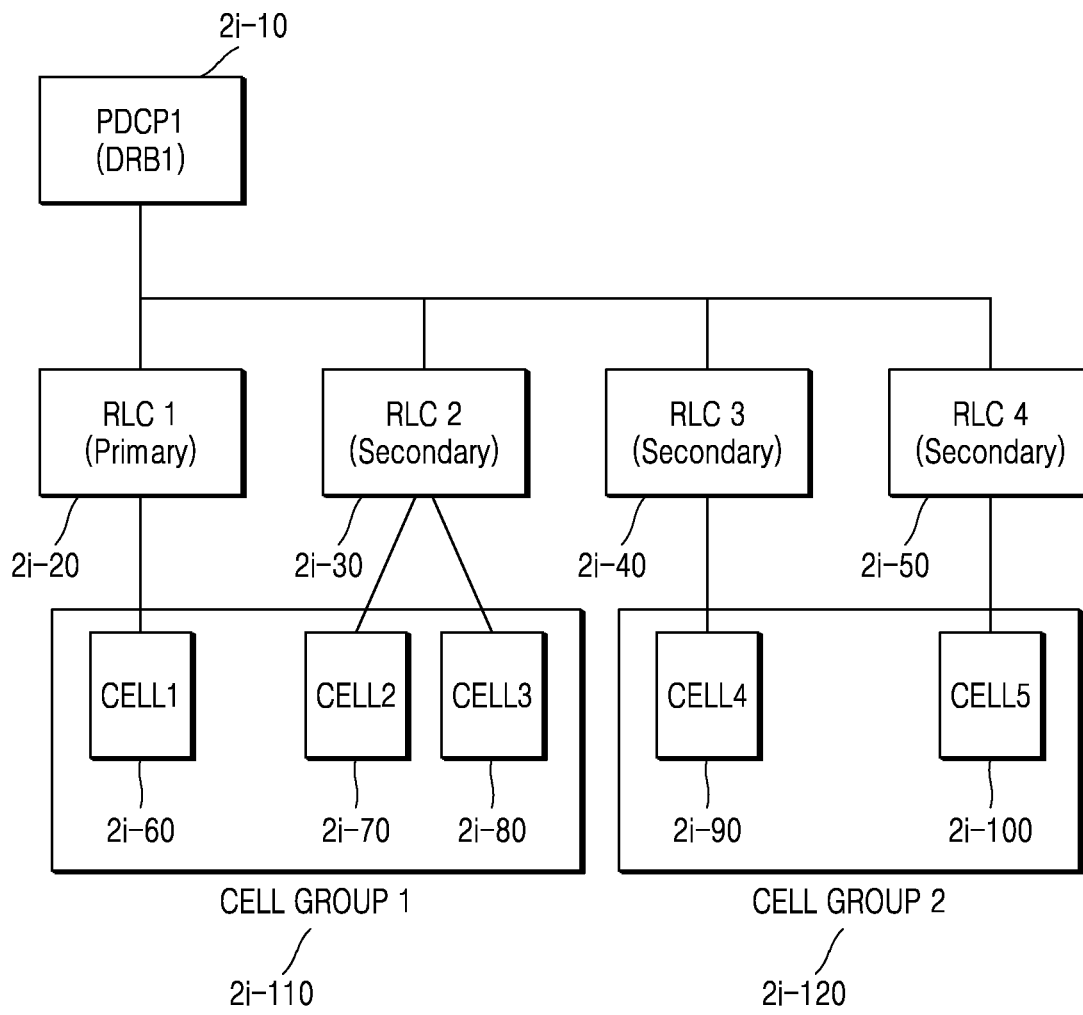 2i-10
PDCP1
(DRB1)
RLC 1
(Primary)
RLC 2
(Secondary)
RLC 3
(Secondary)
RLC 4
(Secondary)
2i-20
2i-30
2i-40
2i-50
CELL1
CELL2
CELL3
CELL4
CELL5
2i-60
2i-70
2i-80
2i-90
2i-100
CELL GROUP 1
CELL GROUP 2
2i-110
2i-120